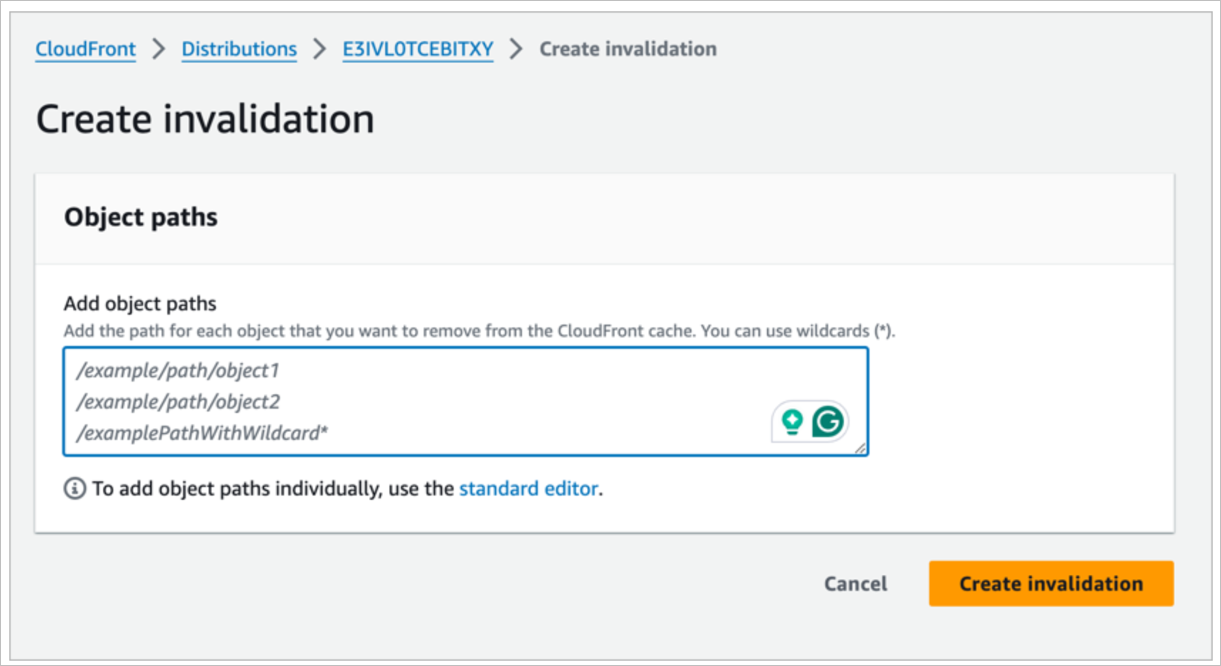 CloudFront > Distributions > E3IVL0TCEBITXY > Create invalidation
Create invalidation
Object paths
Add object paths
Add the path for each object that you want to remove from the CloudFront cache. You can use wildcards (*).
/example/path/object1
/example/path/object2
/examplePathWithWildcard*
To add object paths individually, use the standard editor.
Cancel Create invalidation